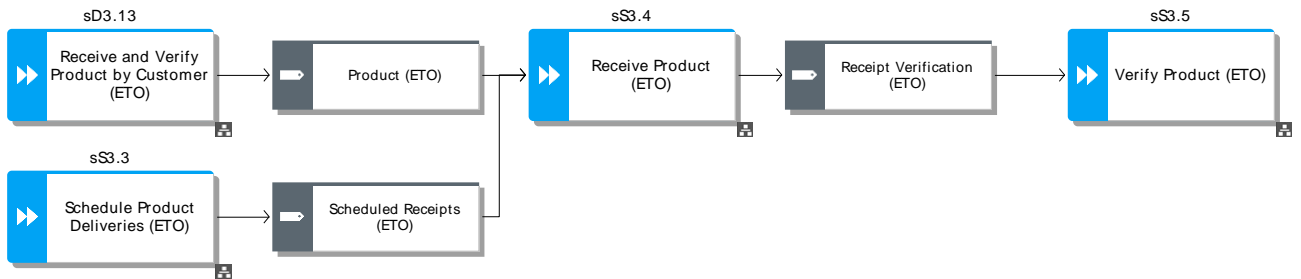 sD3.13
Receive and Verify
Product by Customer
(ETO)
Product (ETO)
sS3.4
Receive Product
(ETO)
Receipt Verification
(ETO)
sS3.5
Verify Product (ETO)
sS3.3
Schedule Product
Deliveries (ETO)
Scheduled Receipts
(ETO)